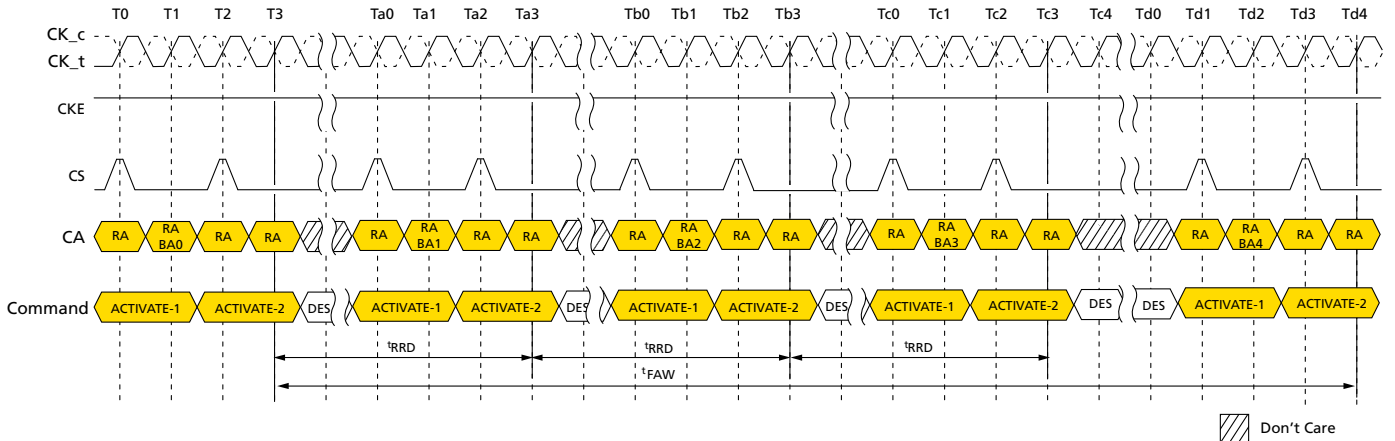 T0 T1 T2 T3 Ta0 Ta1 Ta2 Ta3 Tb0 Tb1 Tb2 Tb3 Tc0 Tc1 Tc2 Tc3 Tc4 Td0 Td1 Td2 Td3 Td4
CK_c
CK_t
CKE
CS
CA RA RA BA0 RA RA RA RA BA1 RA RA RA RA BA2 RA RA RA RA BA3 RA RA RA RA BA4 RA RA
Command ACTIVATE-1 ACTIVATE-2 DES ACTIVATE-1 ACTIVATE-2 DES ACTIVATE-1 ACTIVATE-2 DES ACTIVATE-1 ACTIVATE-2 DES DES ACTIVATE-1 ACTIVATE-2
tRRD tRRD tRRD
tFAW
Don't Care